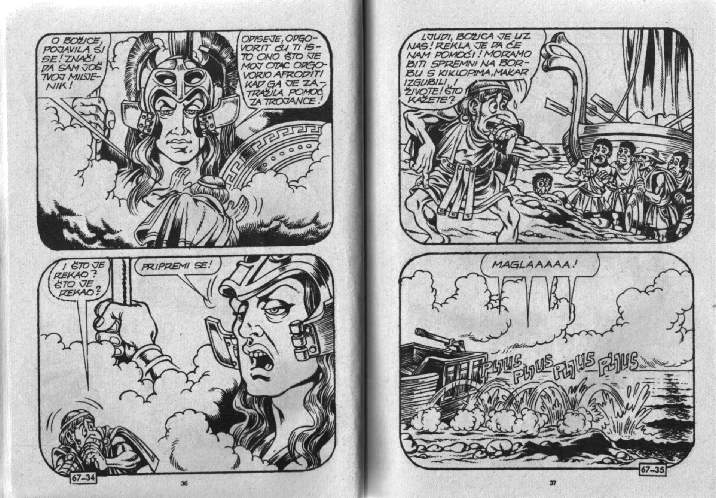 O BOŽICE,
POJAVILA SI
SE! ZNAČI
DA SAM JOŠ
TVOJ MILJE-
NIK!
ODISEJE, ODGO-
VORIT ĆU TI IS-
TO ONO ŠTO JE
MOJ OTAC ODGO-
VORIO AFRODITI
KAD GA JE ZA-
TRAŽILA POMOĆ
ZA TROJANCE!
I ŠTO JE
REKAO?
ŠTO JE
REKAO?
PRIPREMI SE!
67-34
36
LJUDI, BOŽICA JE UZ
NAS! REKLA JE DA ĆE
NAM POMOĆI! MORAMO
BITI SPREMNI NA BOR-
BU S KIKLOPIMA, MAKAR
IZGUBILI
ŽIVOTE! ŠTO
KAŽETE?
MAGLAAAAA!
PLJUS PLJUS PLJUS PLJUS
67-35
37